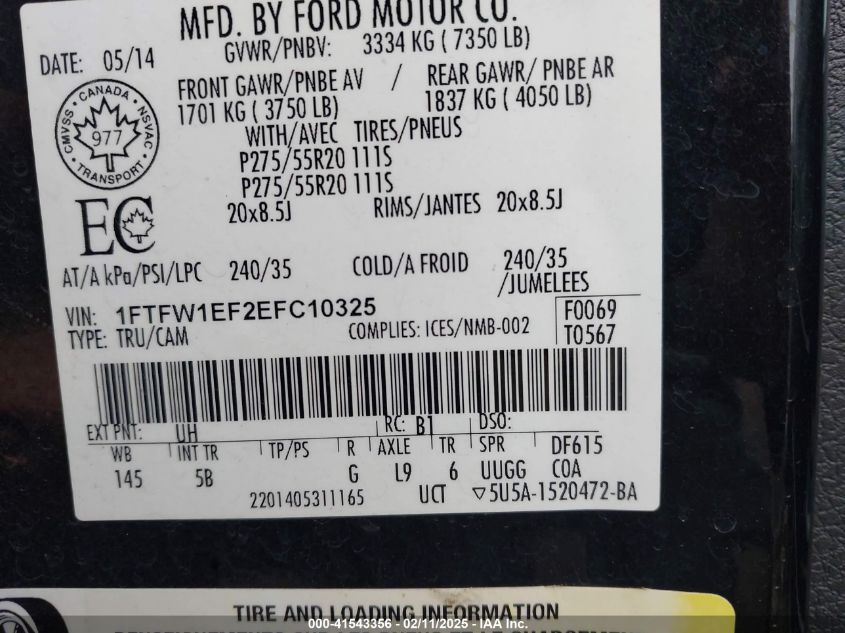 MFD. BY FORD MOTOR CO.
DATE: 05/14
GVWR/PNBV: 3334 KG ( 7350 LB)
FRONT GAWR/PNBE AV / REAR GAWR/ PNBE AR
1701 KG ( 3750 LB) 1837 KG ( 4050 LB)
CANADA
CMVSS NSVAC
977
TRANSPORT
WITH/AVEC TIRES/PNEUS
P275/55R20 111S
P275/55R20 111S
EC
20x8.5J RIMS/JANTES 20x8.5J
AT/A kPa/PSI/LPC 240/35 COLD/A FROID 240/35
/JUMELEES
VIN: 1FTFW1EF2EFC10325 F0069
TYPE: TRU/CAM COMPLIES: ICES/NMB-002 T0567
EXT PNT: UH RC: B1 DSO:
WB INT TR TP/PS R AXLE TR SPR DF615
145 5B G L9 6 UUGG COA
2201405311165 UCT ▽5U5A-1520472-BA
TIRE AND LOADING INFORMATION
000-41543356 - 02/11/2025 - IAA Inc.